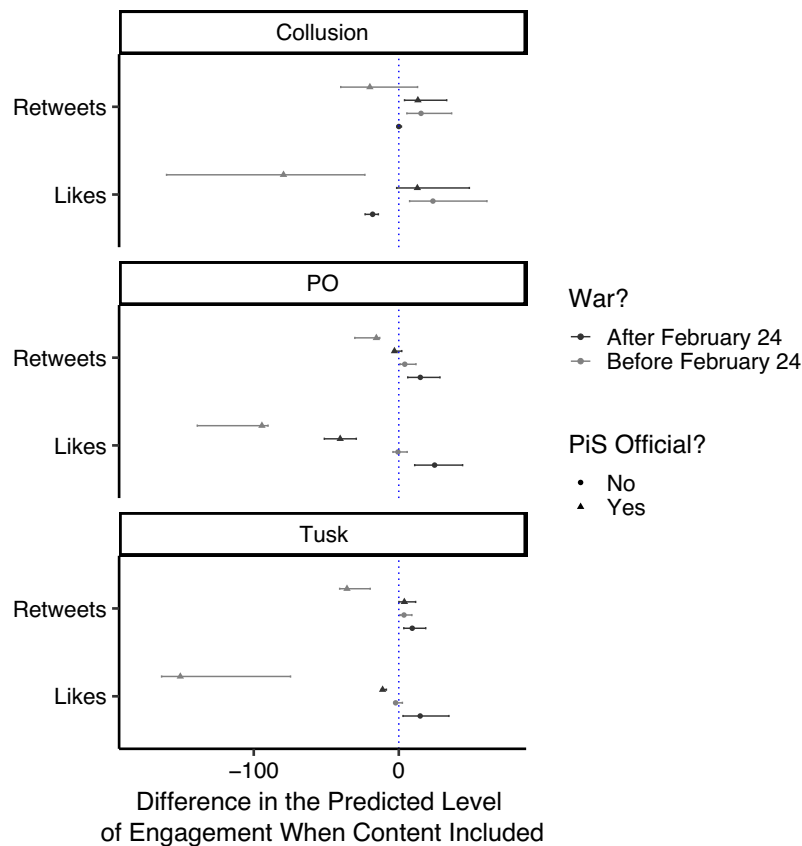 Collusion
Retweets
Likes
PO
Retweets
Likes
Tusk
Retweets
Likes
−100 0
Difference in the Predicted Level
of Engagement When Content Included
War?
After February 24
Before February 24
PiS Official?
No
Yes